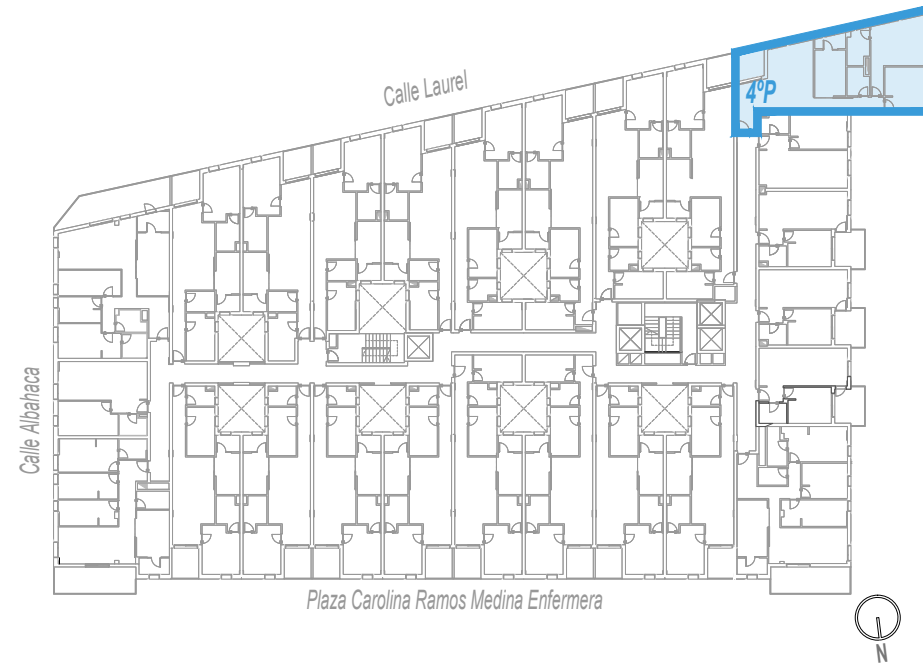 Calle Laurel
4ºP
Calle Albahaca
Plaza Carolina Ramos Medina Enfermera
N